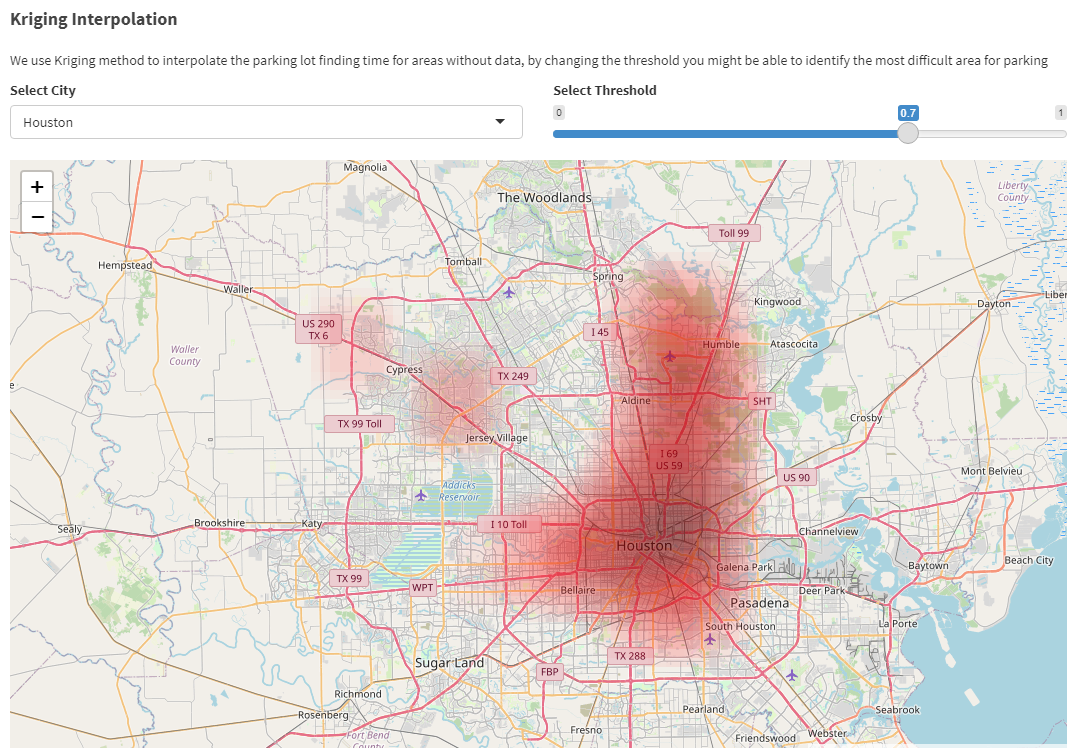 Kriging Interpolation
We use Kriging method to interpolate the parking lot finding time for areas without data, by changing the threshold you might be able to identify the most difficult area for parking
Select City
Select Threshold
Houston
0
0.7
1
+
−
Magnolia
The Woodlands
Liberty
County
Toll 99
Hempstead
Tomball
Spring
Waller
Kingwood
Dayton
US 290
TX 6
I 45
Waller
County
Humble
Atascocita
Cypress
TX 249
Aldine
SHT
TX 99 Toll
Crosby
Jersey Village
I 69
US 59
Mont Belvieu
US 90
Addicks
Reservoir
Sealy
Brookshire
Katy
I 10 Toll
Channelview
Houston
Beach City
Galena Park
Baytown
TX 99
WPT
Bellaire
Deer Park
Pasadena
La Porte
South Houston
Sugar Land
TX 288
FBP
Richmond
Rosenberg
Pearland
Seabrook
Fresno
Webster
Fort Bend
County
Friendswood